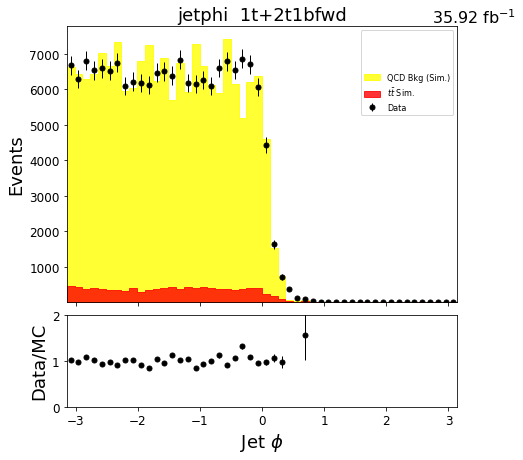 jetphi 1t+2t1bfwd
35.92 fb⁻¹
7000
6000
5000
4000
3000
2000
1000
Events
QCD Bkg (Sim.)
tt̄ Sim.
Data
2
1
0
Data/MC
−3 −2 −1 0 1 2 3
Jet ϕ